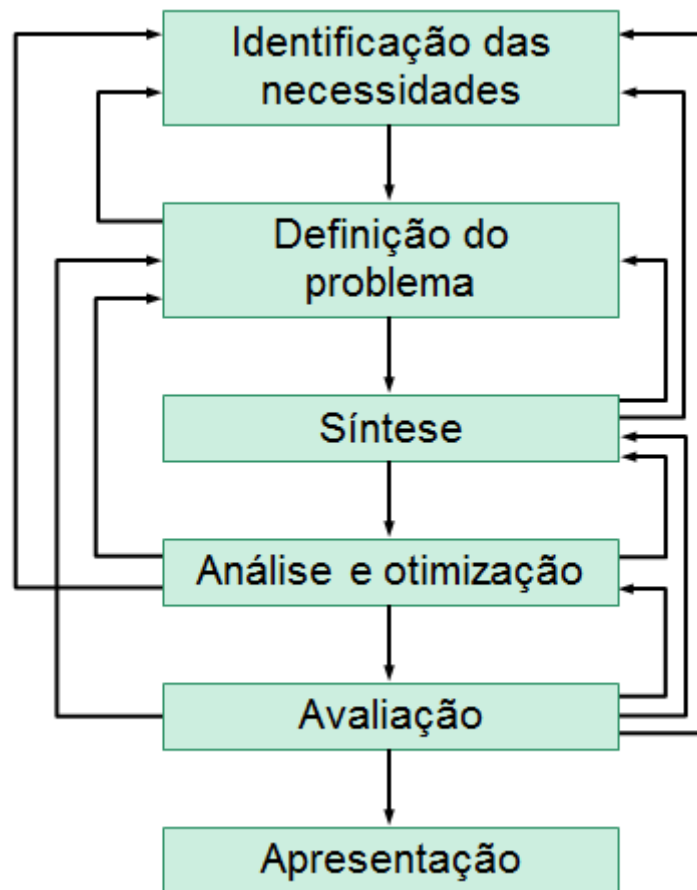 Identificação das
necessidades
Definição do
problema
Síntese
Análise e otimização
Avaliação
Apresentação